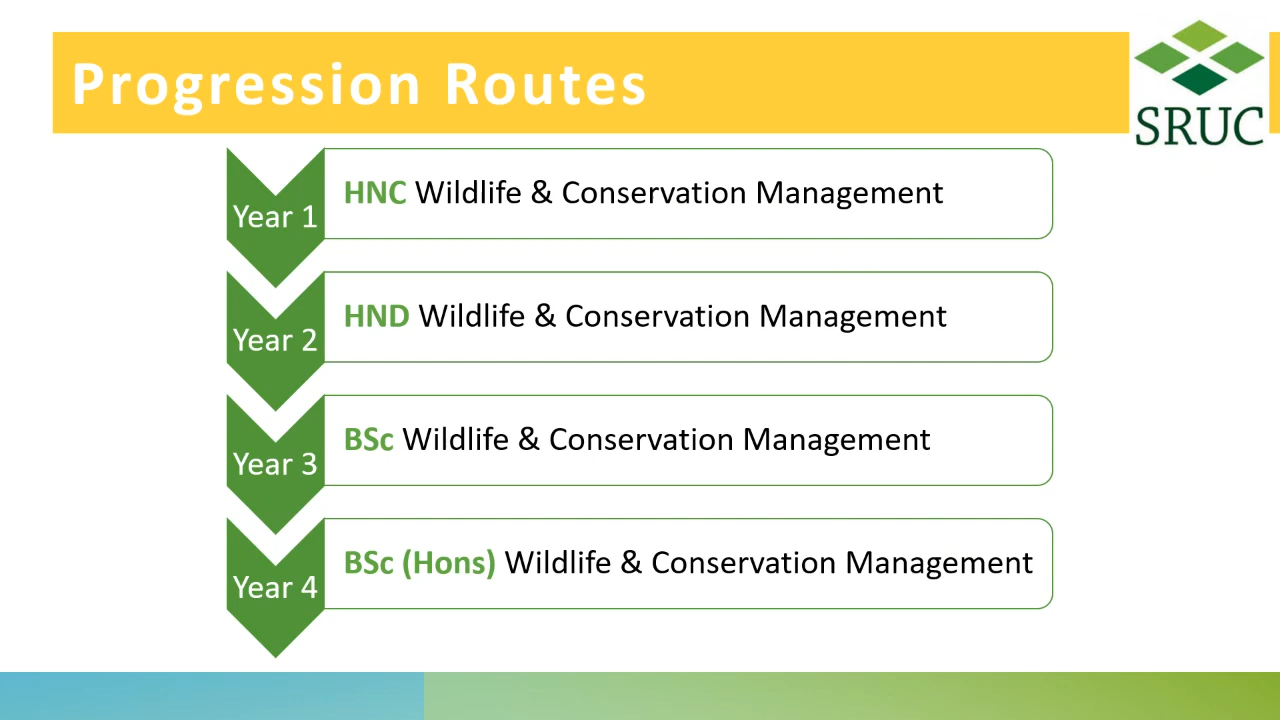 Progression Routes
SRUC
Year 1
HNC Wildlife & Conservation Management
Year 2
HND Wildlife & Conservation Management
Year 3
BSc Wildlife & Conservation Management
Year 4
BSc (Hons) Wildlife & Conservation Management